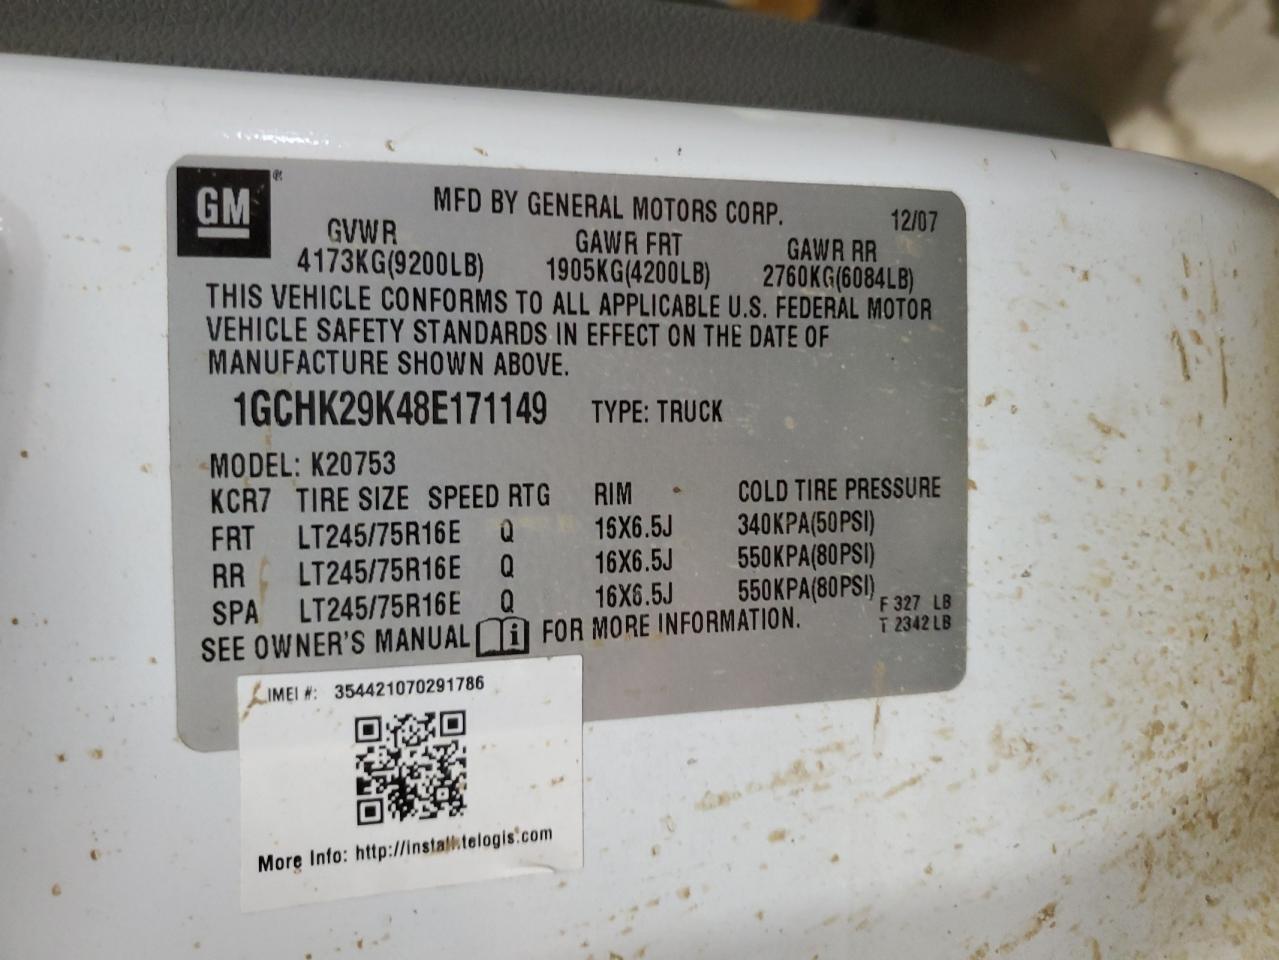 GM®
MFD BY GENERAL MOTORS CORP. 12/07
GVWR GAWR FRT GAWR RR
4173KG(9200LB) 1905KG(4200LB) 2760KG(6084LB)
THIS VEHICLE CONFORMS TO ALL APPLICABLE U.S. FEDERAL MOTOR
VEHICLE SAFETY STANDARDS IN EFFECT ON THE DATE OF
MANUFACTURE SHOWN ABOVE.
1GCHK29K48E171149 TYPE: TRUCK
MODEL: K20753
KCR7 TIRE SIZE SPEED RTG RIM COLD TIRE PRESSURE
FRT LT245/75R16E Q 16X6.5J 340KPA(50PSI)
RR LT245/75R16E Q 16X6.5J 550KPA(80PSI)
SPA LT245/75R16E Q 16X6.5J 550KPA(80PSI)
F 327 LB
T 2342 LB
SEE OWNER'S MANUAL i FOR MORE INFORMATION.
IMEI #: 354421070291786
More Info: http://install.telogis.com